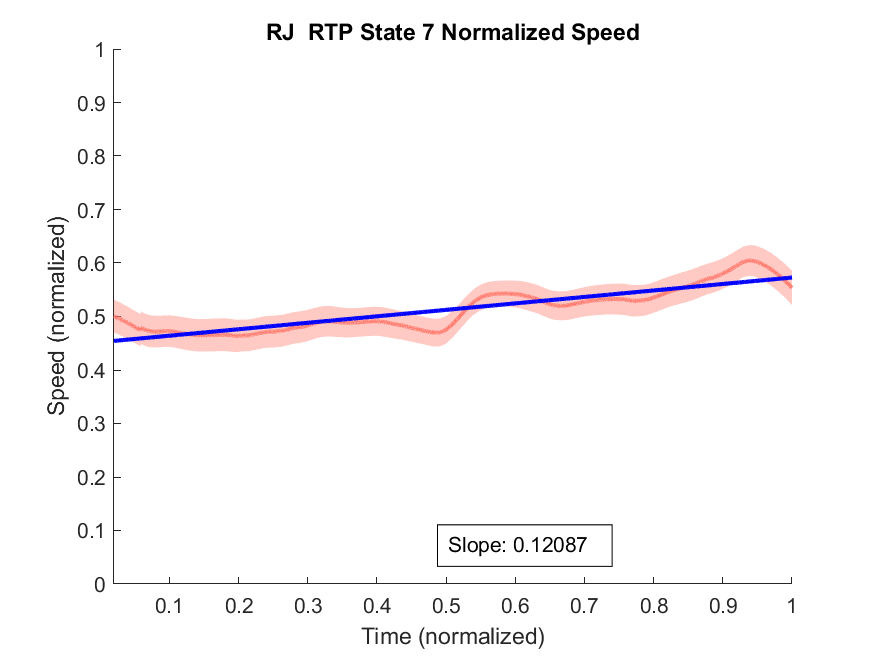 RJ  RTP State 7 Normalized Speed
1
0.9
0.8
0.7
0.6
0.5
0.4
0.3
0.2
0.1
0
Speed (normalized)
Slope: 0.12087
0.1 0.2 0.3 0.4 0.5 0.6 0.7 0.8 0.9 1
Time (normalized)